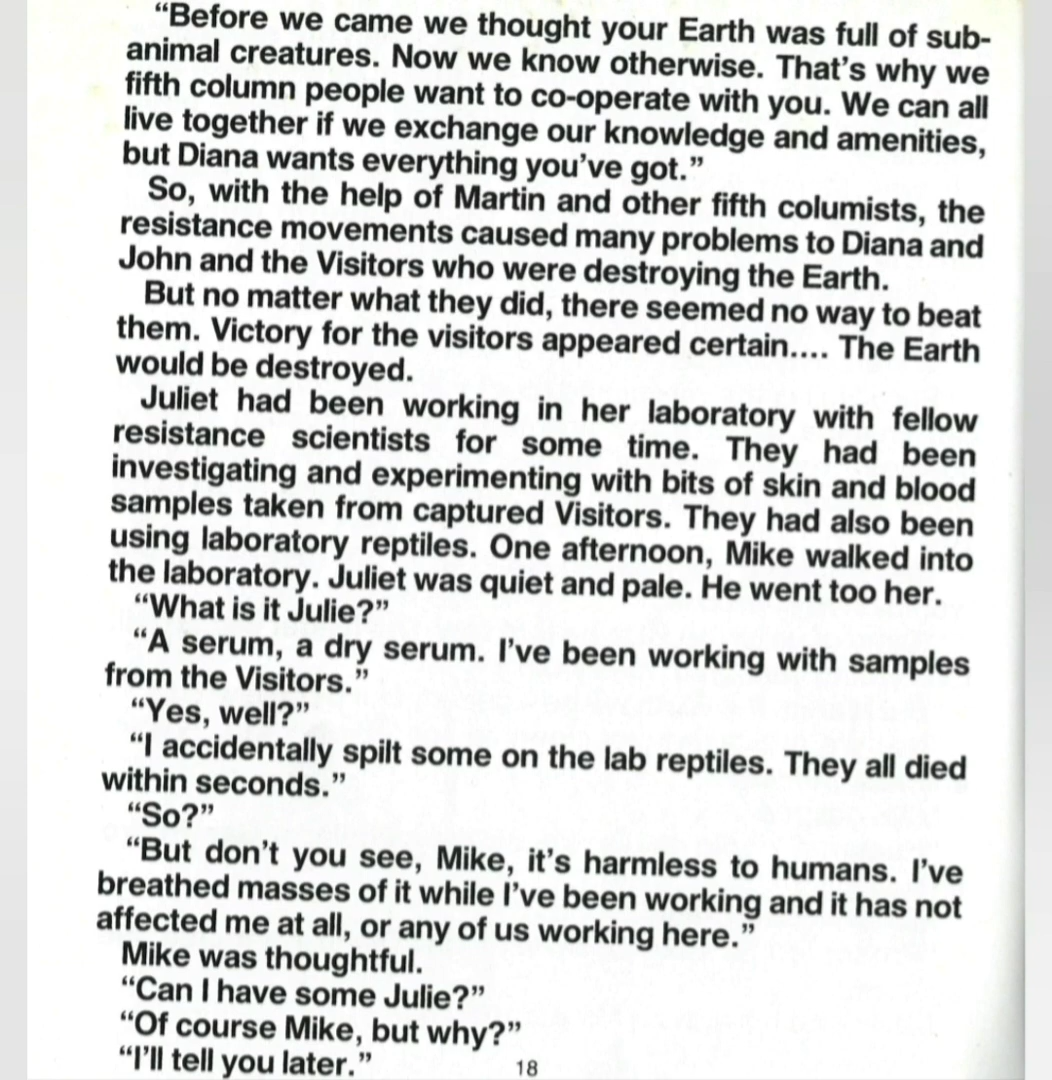 “Before we came we thought your Earth was full of sub-
animal creatures. Now we know otherwise. That’s why we
fifth column people want to co-operate with you. We can all
live together if we exchange our knowledge and amenities,
but Diana wants everything you’ve got.”
So, with the help of Martin and other fifth columists, the
resistance movements caused many problems to Diana and
John and the Visitors who were destroying the Earth.
But no matter what they did, there seemed no way to beat
them. Victory for the visitors appeared certain.... The Earth
would be destroyed.
Juliet had been working in her laboratory with fellow
resistance scientists for some time. They had been
investigating and experimenting with bits of skin and blood
samples taken from captured Visitors. They had also been
using laboratory reptiles. One afternoon, Mike walked into
the laboratory. Juliet was quiet and pale. He went too her.
“What is it Julie?”
“A serum, a dry serum. I’ve been working with samples
from the Visitors.”
“Yes, well?”
“I accidentally spilt some on the lab reptiles. They all died
within seconds.”
“So?”
“But don’t you see, Mike, it’s harmless to humans. I’ve
breathed masses of it while I’ve been working and it has not
affected me at all, or any of us working here.”
Mike was thoughtful.
“Can I have some Julie?”
“Of course Mike, but why?”
“I’ll tell you later.”
18